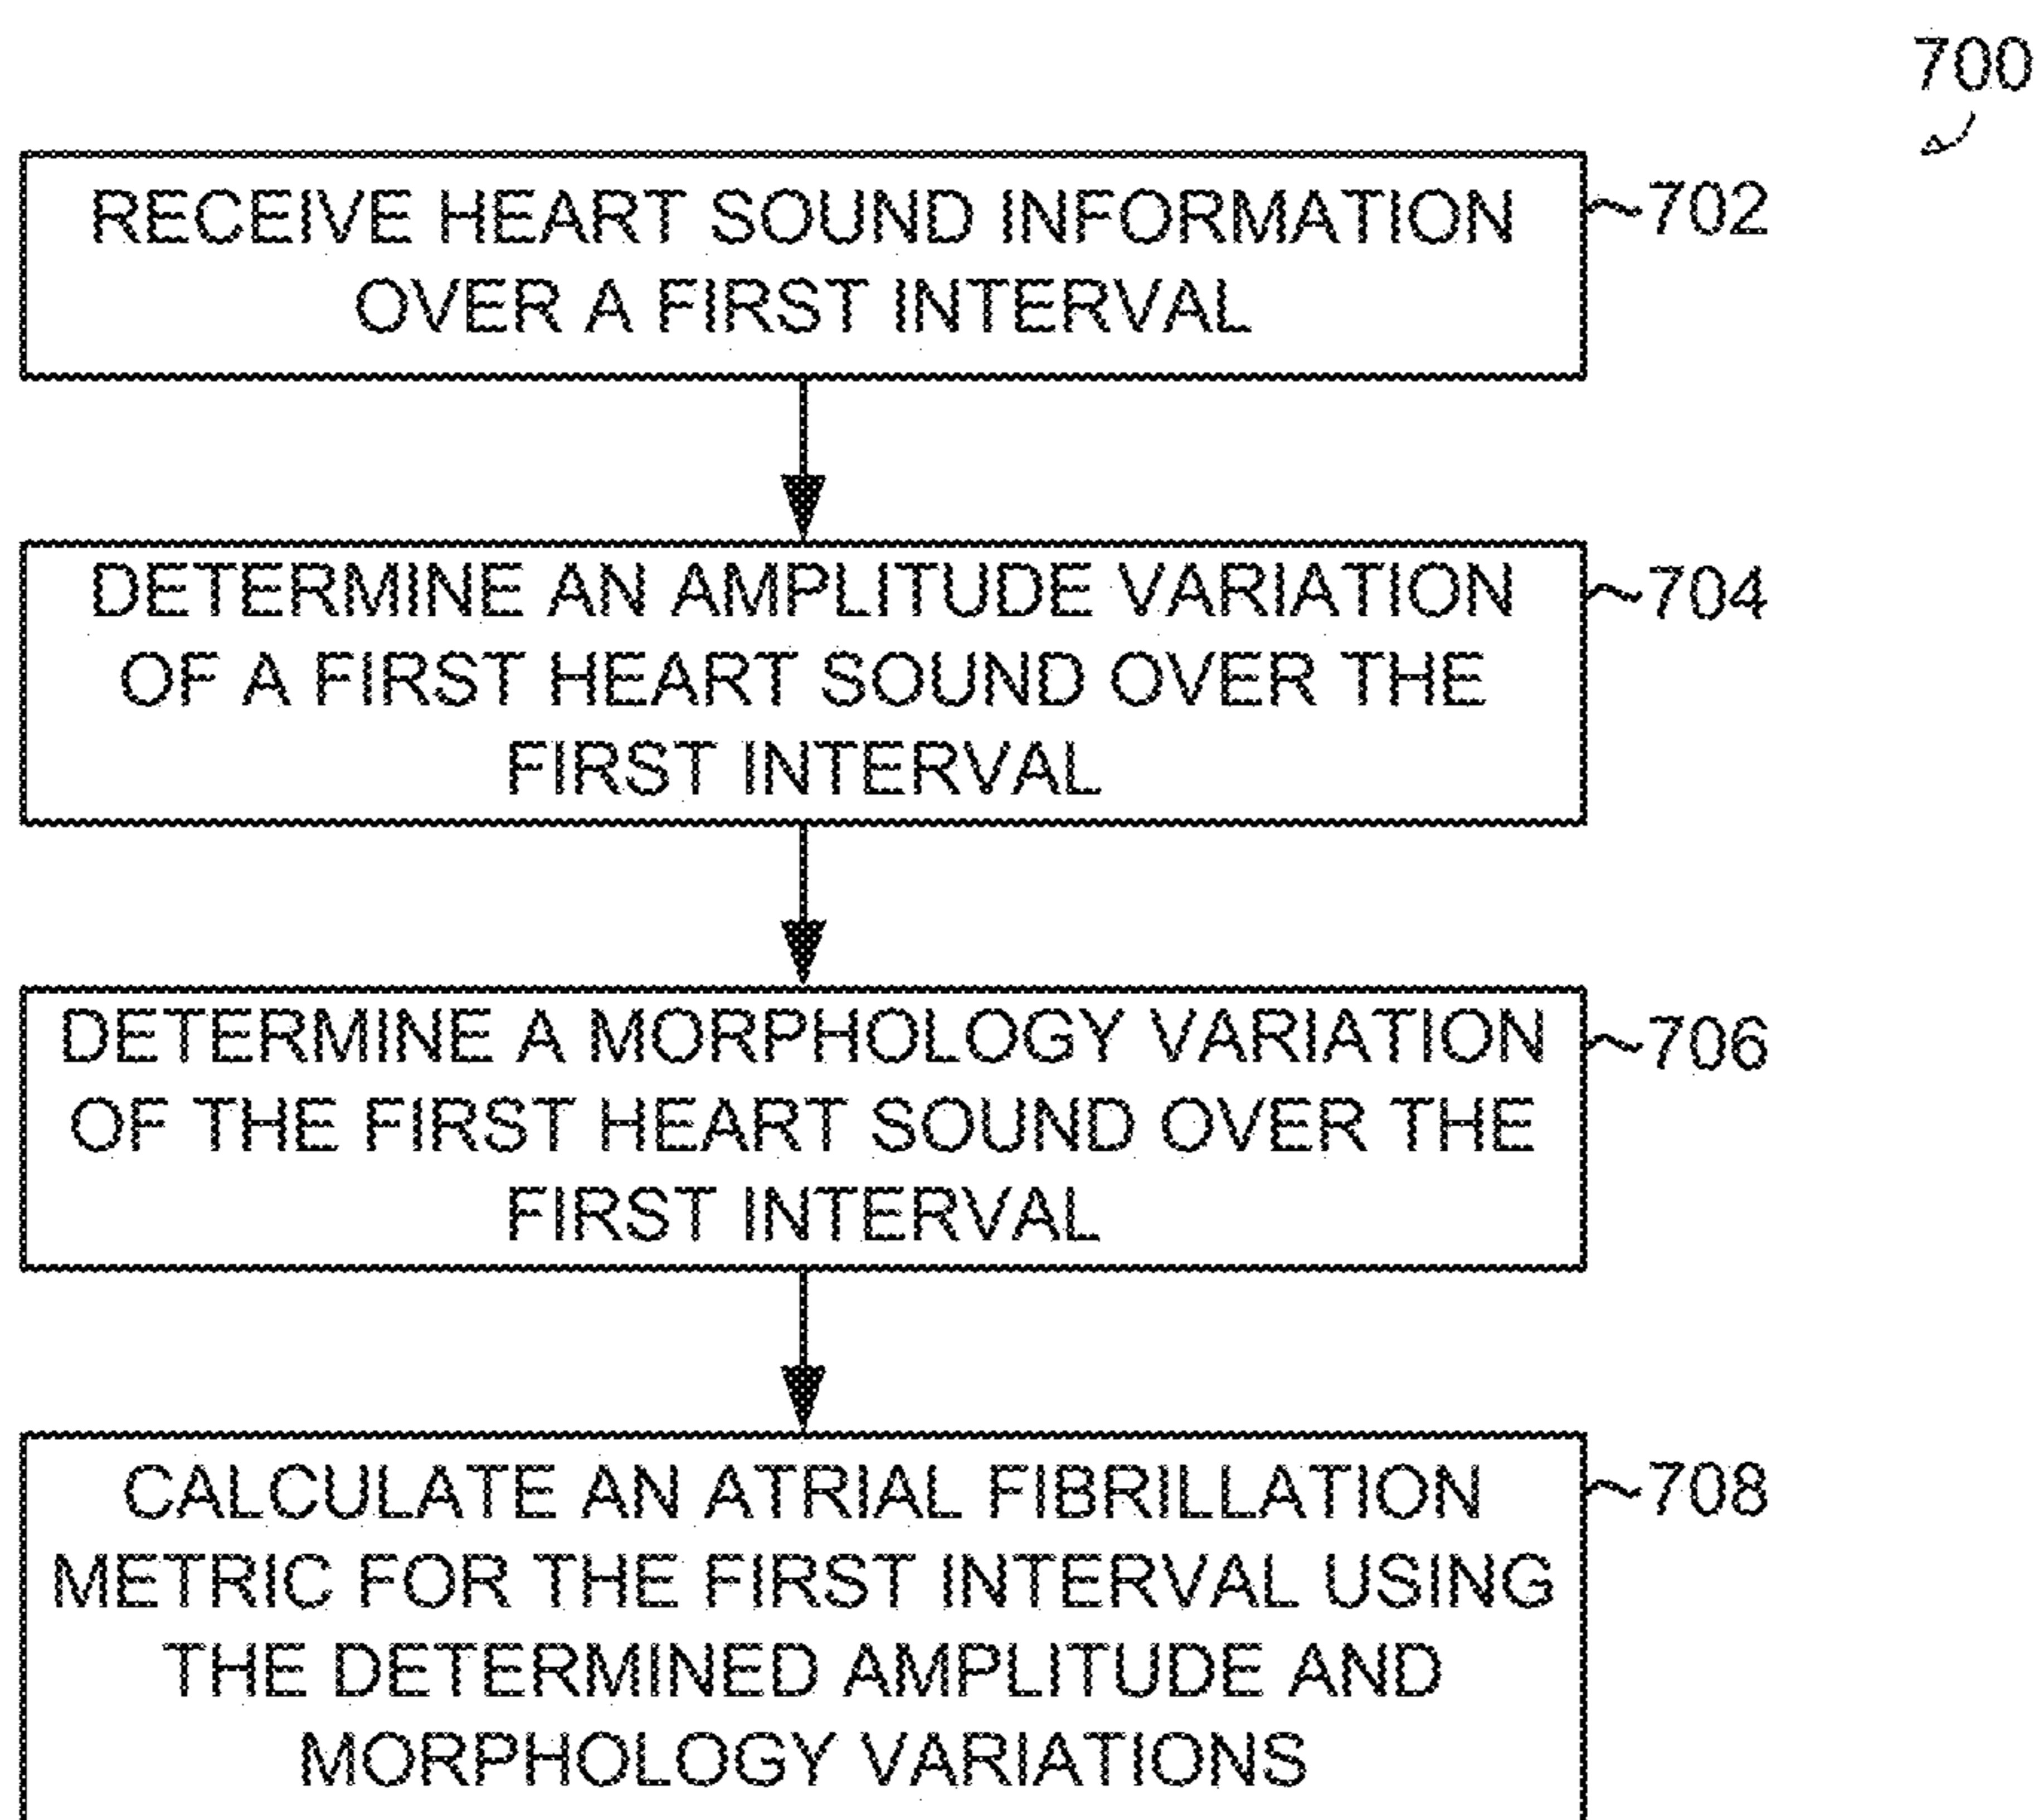 700
RECEIVE HEART SOUND INFORMATION
OVER A FIRST INTERVAL
702
DETERMINE AN AMPLITUDE VARIATION
OF A FIRST HEART SOUND OVER THE
FIRST INTERVAL
704
DETERMINE A MORPHOLOGY VARIATION
OF THE FIRST HEART SOUND OVER THE
FIRST INTERVAL
706
CALCULATE AN ATRIAL FIBRILLATION
METRIC FOR THE FIRST INTERVAL USING
THE DETERMINED AMPLITUDE AND
MORPHOLOGY VARIATIONS
708